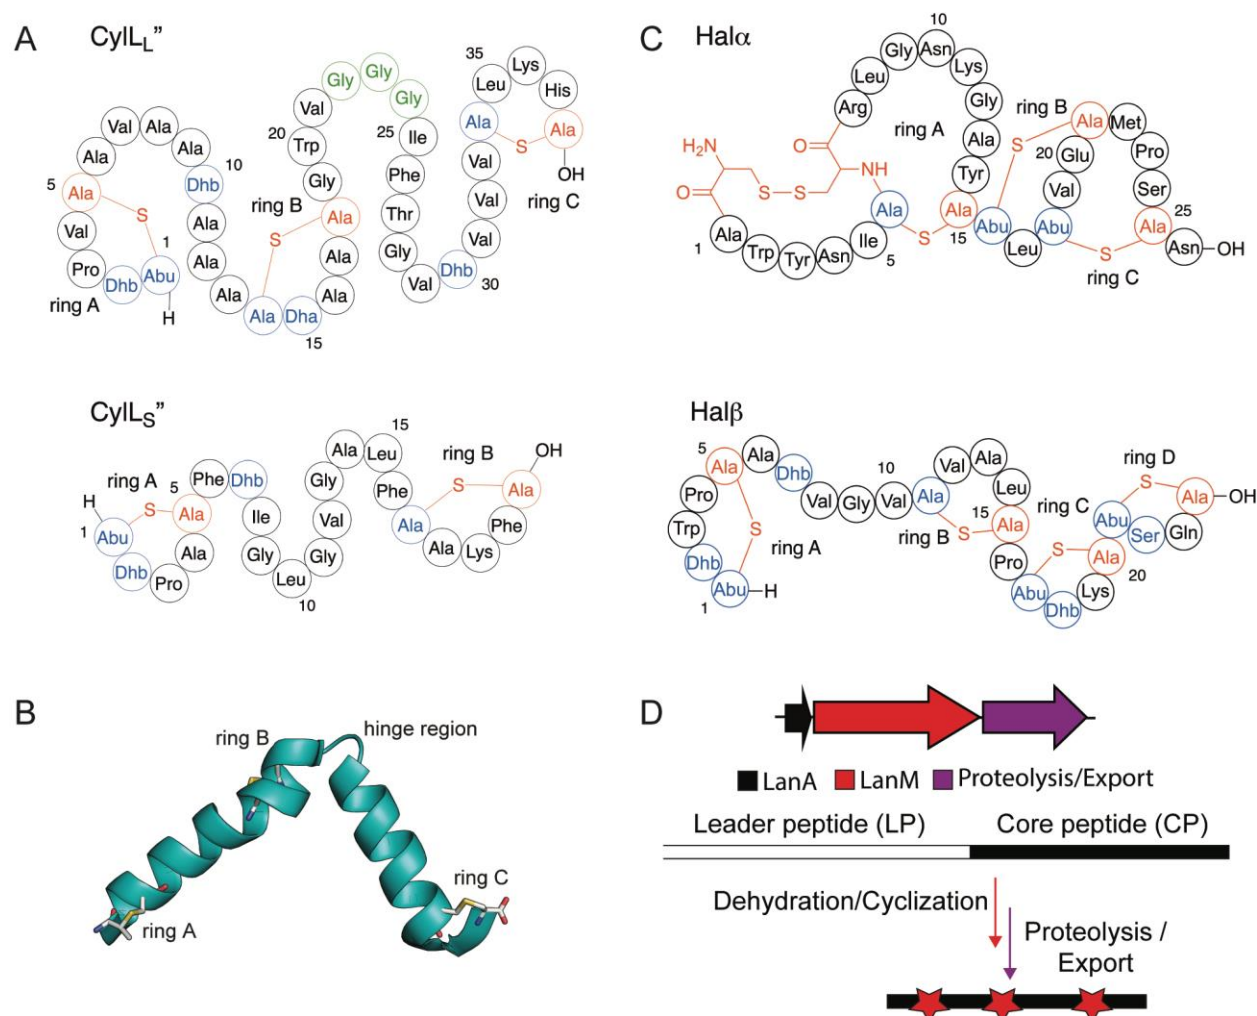 A
CylL_L”
H
1
Abu
Dhb
Pro
Val
5
Ala
S
ring A
Ala
Val
Ala
Ala
10
Dhb
Ala
Ala
Ala
Ala
15
Dha
Ala
Ala
Ala
S
ring B
Gly
20
Trp
Val
Gly
Gly
Gly
25
Ile
Phe
Thr
Gly
Val
30
Dhb
Val
Val
Val
Ala
35
Leu
Lys
His
Ala
S
OH
ring C
CylL_S”
H
1
Abu
Dhb
Pro
Ala
5
Ala
S
ring A
Phe
Dhb
Ile
Gly
10
Leu
Gly
Val
Gly
Ala
15
Leu
Phe
Ala
Ala
Lys
Phe
Ala
S
ring B
OH
B
ring A
ring B
hinge region
ring C
C
Halα
H2N
O
S
S
O
NH
1
Ala
Trp
Tyr
Asn
5
Ile
Ala
S
Arg
Leu
Gly
10
Asn
Lys
Gly
Ala
Tyr
ring A
15
Ala
Abu
Leu
Abu
Val
20
Glu
Ala
S
ring B
Met
Pro
Ser
25
Ala
S
ring C
Asn
OH
Halβ
1
Abu
H
Dhb
Trp
Pro
5
Ala
S
ring A
Ala
Dhb
Val
Gly
10
Val
Ala
Val
Ala
Leu
15
Ala
S
ring B
Pro
Abu
Dhb
Lys
20
Ala
S
ring C
Abu
Ser
Gln
Ala
S
ring D
OH
D
LanA LanM Proteolysis/Export
Leader peptide (LP) Core peptide (CP)
Dehydration/Cyclization
Proteolysis /
Export